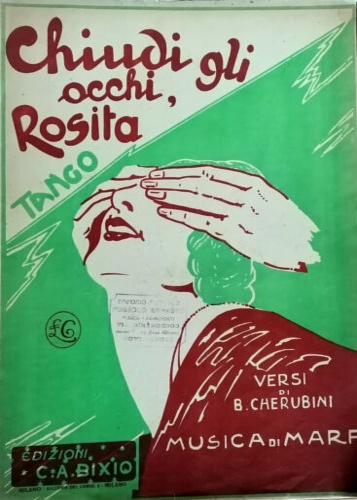 Chiudi gli
occhi,
Rosita
TANGO
VERSI
DI
B. CHERUBINI
MUSICA DI MARF
EDIZIONI
C.A. BIXIO